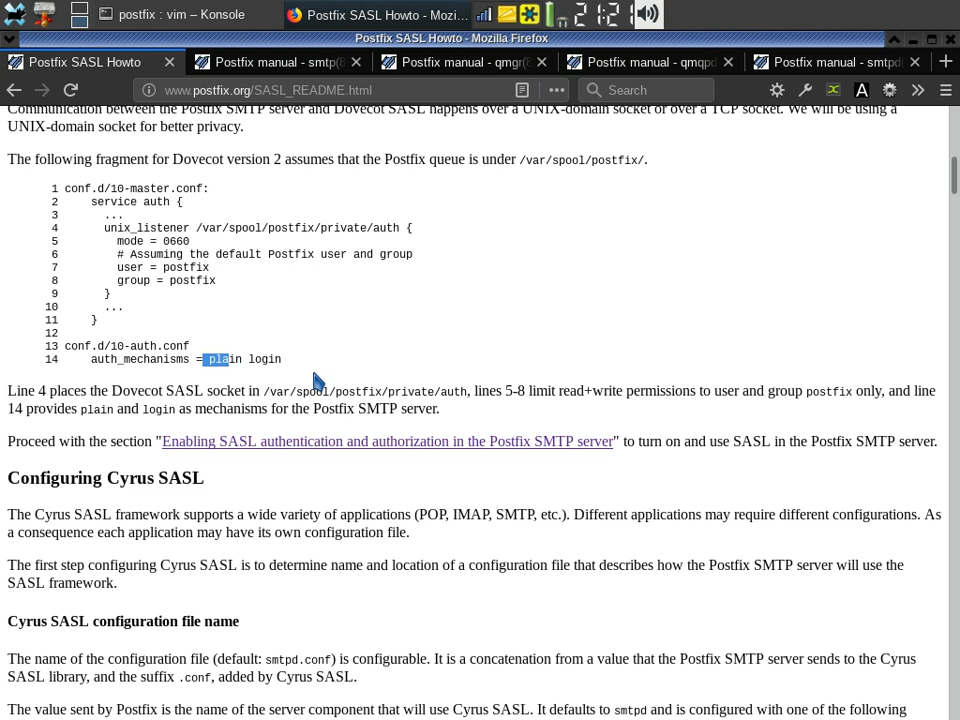 postfix : vim – Konsole
Postfix SASL Howto - Mozi...
2 1:2
Postfix SASL Howto - Mozilla Firefox
Postfix SASL Howto
Postfix manual - smtp(8
Postfix manual - qmgr(8
Postfix manual - qmqpd
Postfix manual - smtpd(
www.postfix.org/SASL_README.html
Search
Communication between the Postfix SMTP server and Dovecot SASL happens over a UNIX-domain socket or over a TCP socket. We will be using a
UNIX-domain socket for better privacy.
The following fragment for Dovecot version 2 assumes that the Postfix queue is under /var/spool/postfix/.
1 conf.d/10-master.conf:
2 service auth {
3 ...
4 unix_listener /var/spool/postfix/private/auth {
5 mode = 0660
6 # Assuming the default Postfix user and group
7 user = postfix
8 group = postfix
9 }
10 ...
11 }
12
13 conf.d/10-auth.conf
14 auth_mechanisms = plain login
Line 4 places the Dovecot SASL socket in /var/spool/postfix/private/auth, lines 5-8 limit read+write permissions to user and group postfix only, and line
14 provides plain and login as mechanisms for the Postfix SMTP server.
Proceed with the section "Enabling SASL authentication and authorization in the Postfix SMTP server" to turn on and use SASL in the Postfix SMTP server.
Configuring Cyrus SASL
The Cyrus SASL framework supports a wide variety of applications (POP, IMAP, SMTP, etc.). Different applications may require different configurations. As
a consequence each application may have its own configuration file.
The first step configuring Cyrus SASL is to determine name and location of a configuration file that describes how the Postfix SMTP server will use the
SASL framework.
Cyrus SASL configuration file name
The name of the configuration file (default: smtpd.conf) is configurable. It is a concatenation from a value that the Postfix SMTP server sends to the Cyrus
SASL library, and the suffix .conf, added by Cyrus SASL.
The value sent by Postfix is the name of the server component that will use Cyrus SASL. It defaults to smtpd and is configured with one of the following